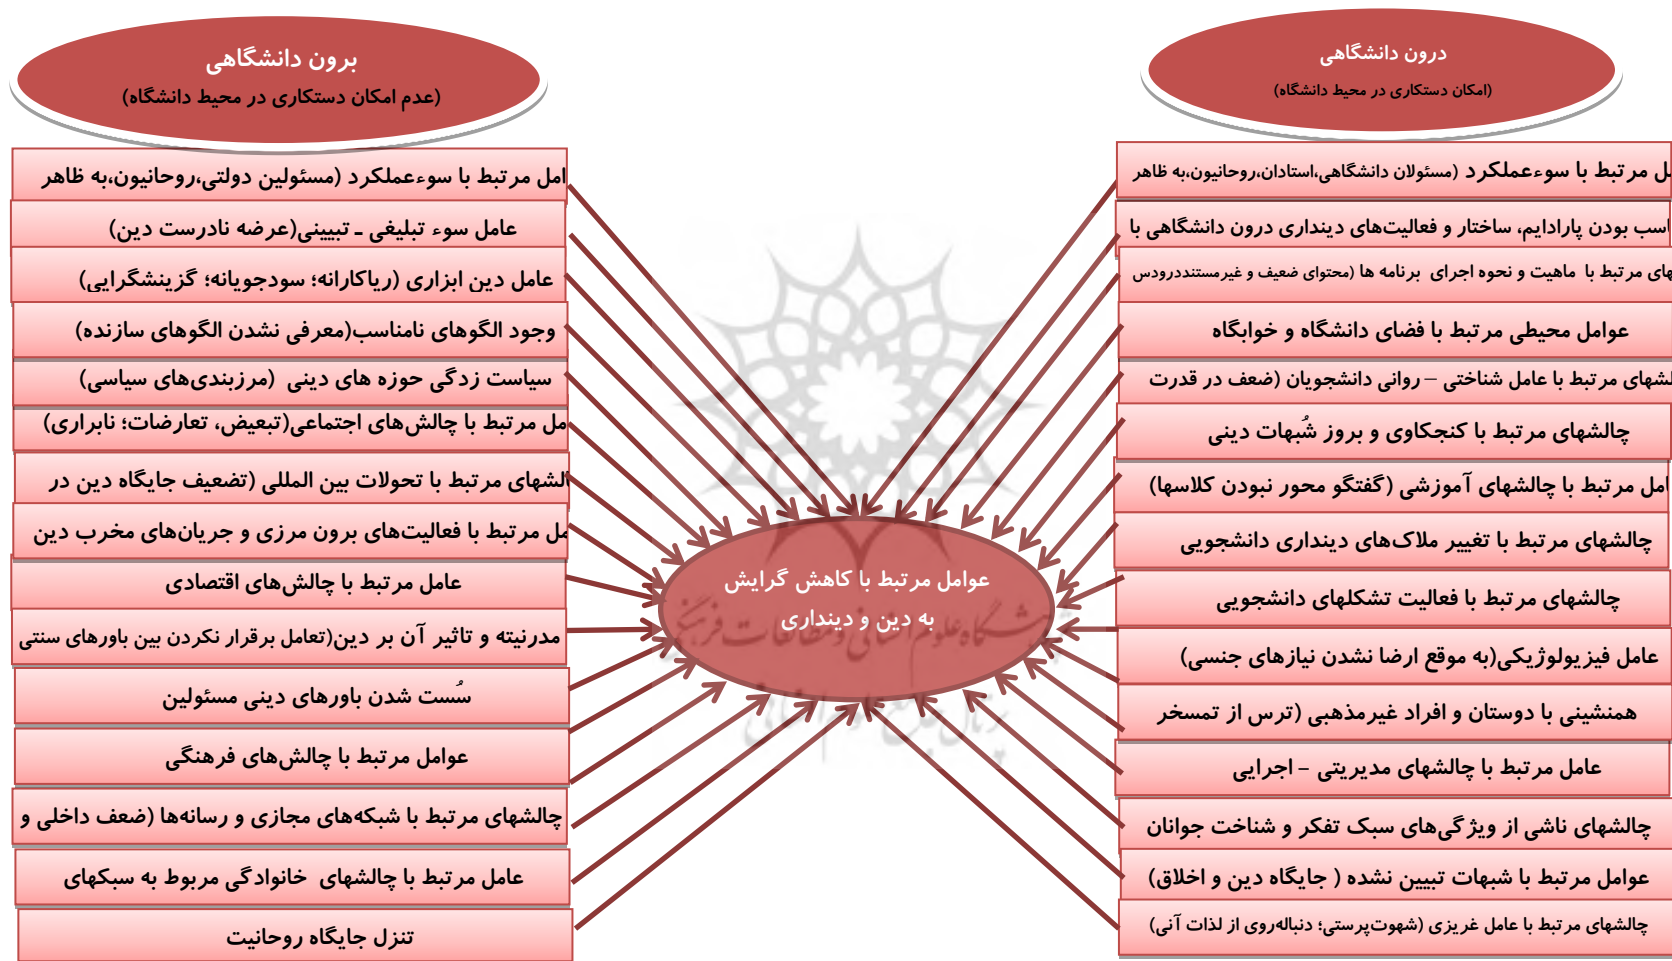 درون دانشگاهی
(امکان دستکاری در محیط دانشگاه)
مرتبط با سوءعملکرد (مسئولان دانشگاهی،استادان،روحانیون،به ظاهر
بودن پارادایم، ساختار و فعالیت‌های دینداری درون دانشگاهی با
مرتبط با ماهیت و نحوه اجرای برنامه ها (محتوای ضعیف و غیرمستنددرودس
عوامل محیطی مرتبط با فضای دانشگاه و خوابگاه
مرتبط با عامل شناختی – روانی دانشجویان (ضعف در قدرت
چالشهای مرتبط با کنجکاوی و بروز شُبهات دینی
مرتبط با چالشهای آموزشی (گفتگو محور نبودن کلاسها)
چالشهای مرتبط با تغییر ملاک‌های دینداری دانشجویی
چالشهای مرتبط با فعالیت تشکلهای دانشجویی
عامل فیزیولوژیکی(به موقع ارضا نشدن نیازهای جنسی)
همنشینی با دوستان و افراد غیرمذهبی (ترس از تمسخر
عامل مرتبط با چالشهای مدیریتی – اجرایی
چالشهای ناشی از ویژگی‌های سبک تفکر و شناخت جوانان
عوامل مرتبط با شبهات تبیین نشده ( جایگاه دین و اخلاق)
چالشهای مرتبط با عامل غریزی (شهوت‌پرستی؛ دنباله‌روی از لذات آنی)
عوامل مرتبط با کاهش گرایش
به دین و دینداری
برون دانشگاهی
(عدم امکان دستکاری در محیط دانشگاه)
مرتبط با سوءعملکرد (مسئولین دولتی،روحانیون،به ظاهر
عامل سوء تبلیغی ـ تبیینی(عرضه نادرست دین)
عامل دین ابزاری (ریاکارانه؛ سودجویانه؛ گزینشگرایی)
وجود الگوهای نامناسب(معرفی نشدن الگوهای سازنده)
سیاست زدگی حوزه های دینی (مرزبندی‌های سیاسی)
مرتبط با چالش‌های اجتماعی(تبعیض، تعارضات؛ نابراری)
مرتبط با تحولات بین المللی (تضعیف جایگاه دین در
مرتبط با فعالیت‌های برون مرزی و جریان‌های مخرب دین
عامل مرتبط با چالش‌های اقتصادی
مدرنیته و تاثیر آن بر دین(تعامل برقرار نکردن بین باورهای سنتی
سُست شدن باورهای دینی مسئولین
عوامل مرتبط با چالش‌های فرهنگی
چالشهای مرتبط با شبکه‌های مجازی و رسانه‌ها (ضعف داخلی و
عامل مرتبط با چالشهای خانوادگی مربوط به سبکهای
تنزل جایگاه روحانیت